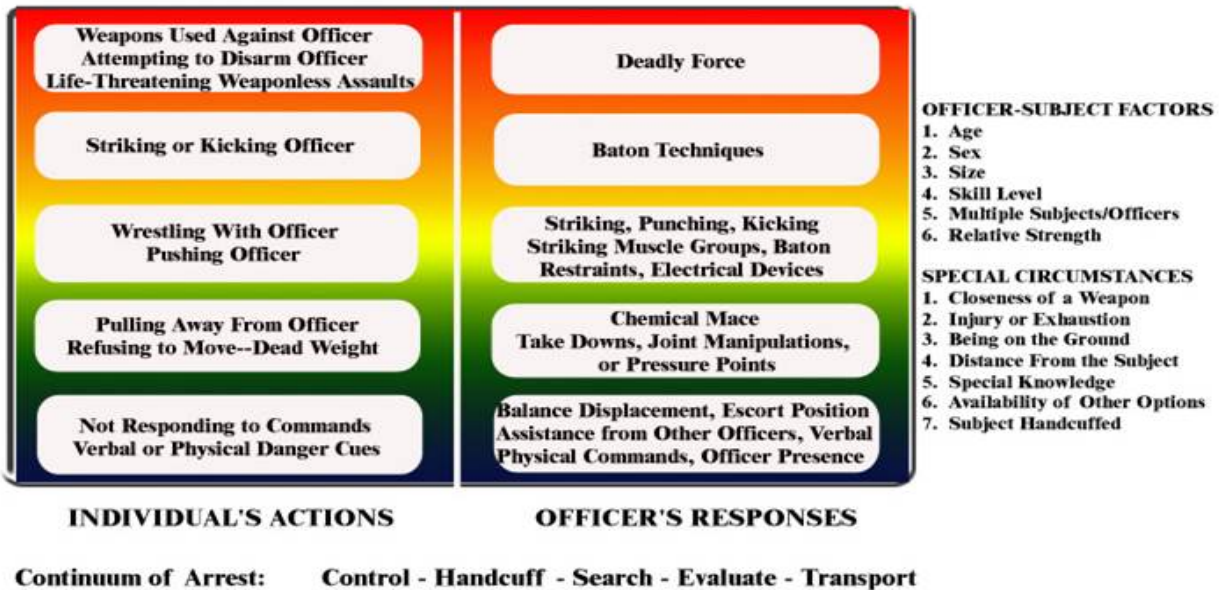 Weapons Used Against Officer
Attempting to Disarm Officer
Life-Threatening Weaponless Assaults
Deadly Force
Striking or Kicking Officer
Baton Techniques
Wrestling With Officer
Pushing Officer
Striking, Punching, Kicking
Striking Muscle Groups, Baton
Restraints, Electrical Devices
Pulling Away From Officer
Refusing to Move--Dead Weight
Chemical Mace
Take Downs, Joint Manipulations,
or Pressure Points
Not Responding to Commands
Verbal or Physical Danger Cues
Balance Displacement, Escort Position
Assistance from Other Officers, Verbal
Physical Commands, Officer Presence
INDIVIDUAL'S ACTIONS
OFFICER'S RESPONSES
OFFICER-SUBJECT FACTORS
1. Age
2. Sex
3. Size
4. Skill Level
5. Multiple Subjects/Officers
6. Relative Strength
SPECIAL CIRCUMSTANCES
1. Closeness of a Weapon
2. Injury or Exhaustion
3. Being on the Ground
4. Distance From the Subject
5. Special Knowledge
6. Availability of Other Options
7. Subject Handcuffed
Continuum of Arrest: Control - Handcuff - Search - Evaluate - Transport